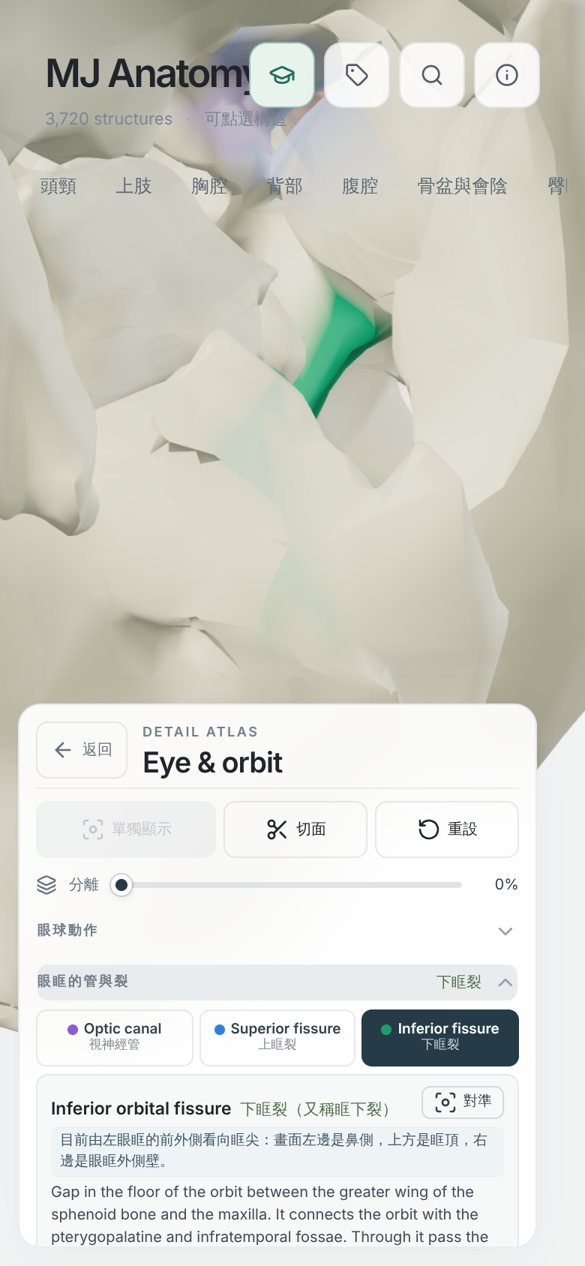 MJ Anatomy
3,720 structures · 可點選構造
頭頸 上肢 胸腔 背部 腹腔 骨盆與會陰
返回
DETAIL ATLAS
Eye & orbit
單獨顯示 切面 重設
分離 0%
眼球動作
眼眶的管與裂 下眶裂
Optic canal Superior fissure Inferior fissure
視神經管 上眶裂 下眶裂
Inferior orbital fissure 下眶裂（又稱眶下裂） 對準
目前由左眼眶的前外側看向眶尖：畫面左邊是鼻側，上方是眶頂，右
邊是眼眶外側壁。
Gap in the floor of the orbit between the greater wing of the
sphenoid bone and the maxilla. It connects the orbit with the
pterygopalatine and infratemporal fossae. Through it pass the